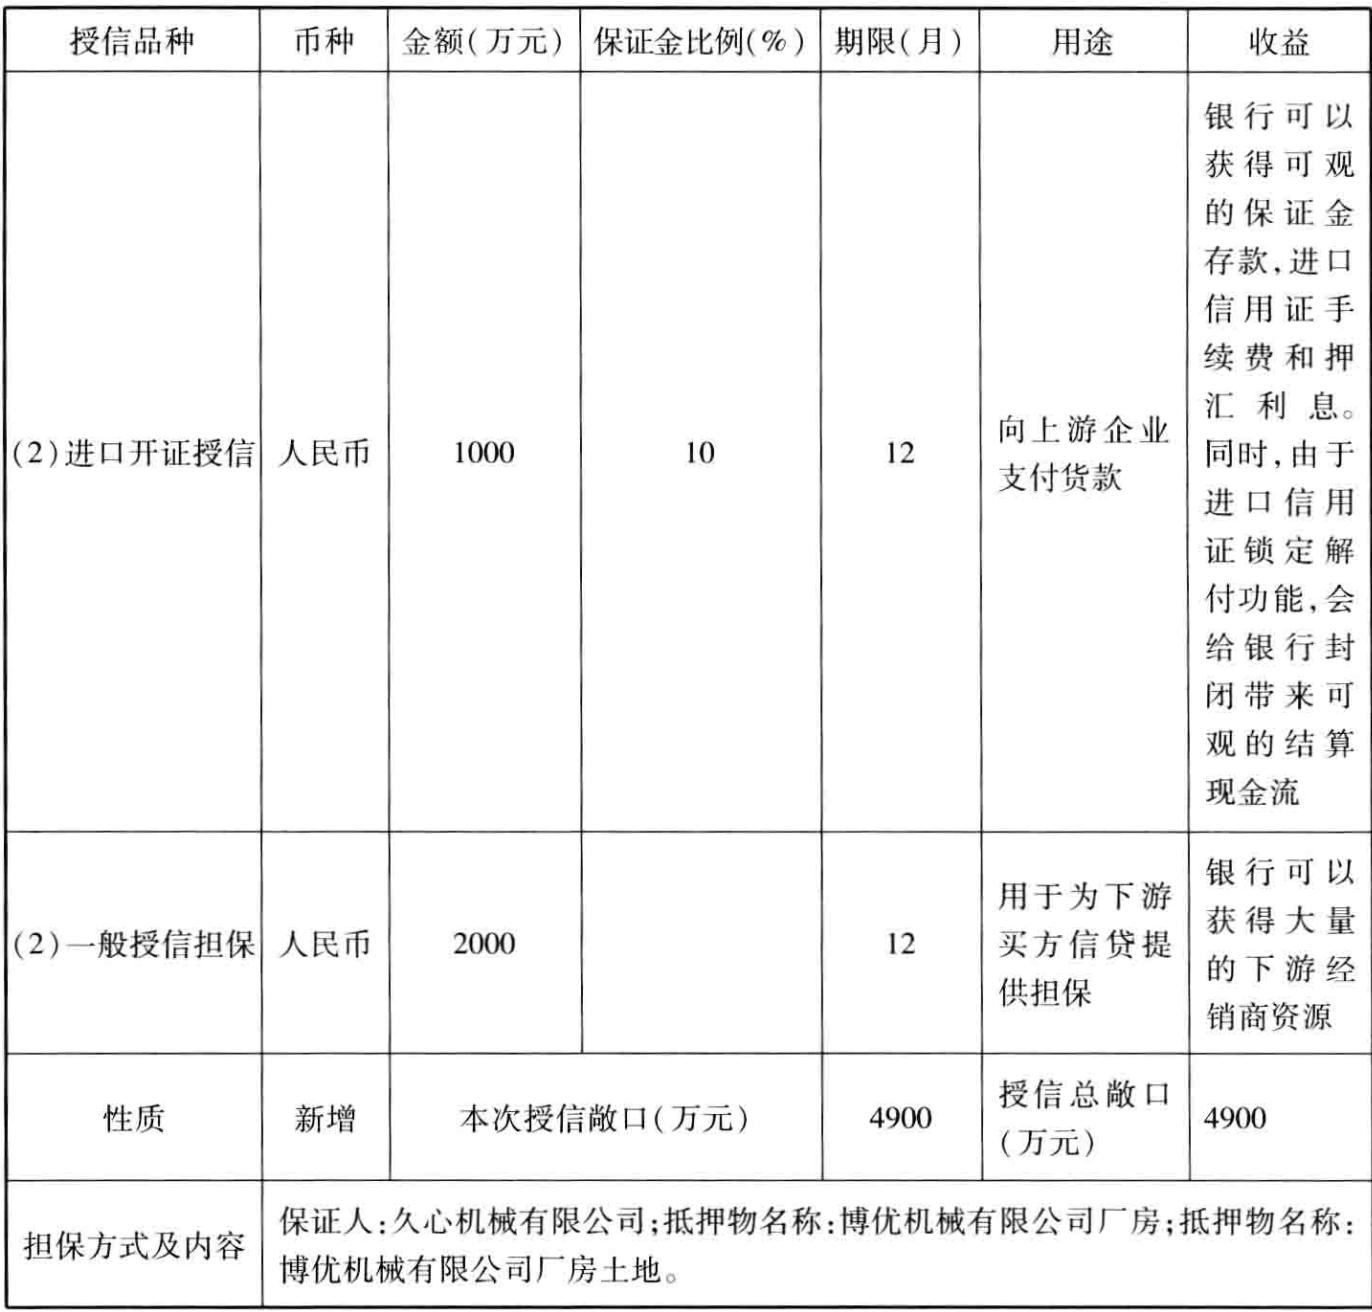 授信品种 币种 金额(万元) 保证金比例(%) 期限(月) 用途 收益
(2)进口开证授信 人民币 1000 10 12
向上游企业
支付货款
银行可以
获得可观
的保证金
存款,进口
信用证手
续费和押
汇利息。
同时,由于
进口信用
证锁定解
付功能,会
给银行封
闭带来可
观的结算
现金流
(2)一般授信担保 人民币 2000 12
用于为下游
买方信贷提
供担保
银行可以
获得大量
的下游经
销商资源
性质 新增 本次授信敞口(万元) 4900
授信总敞口
(万元)
4900
担保方式及内容
保证人:久心机械有限公司;抵押物名称:博优机械有限公司厂房;抵押物名称:
博优机械有限公司厂房土地。